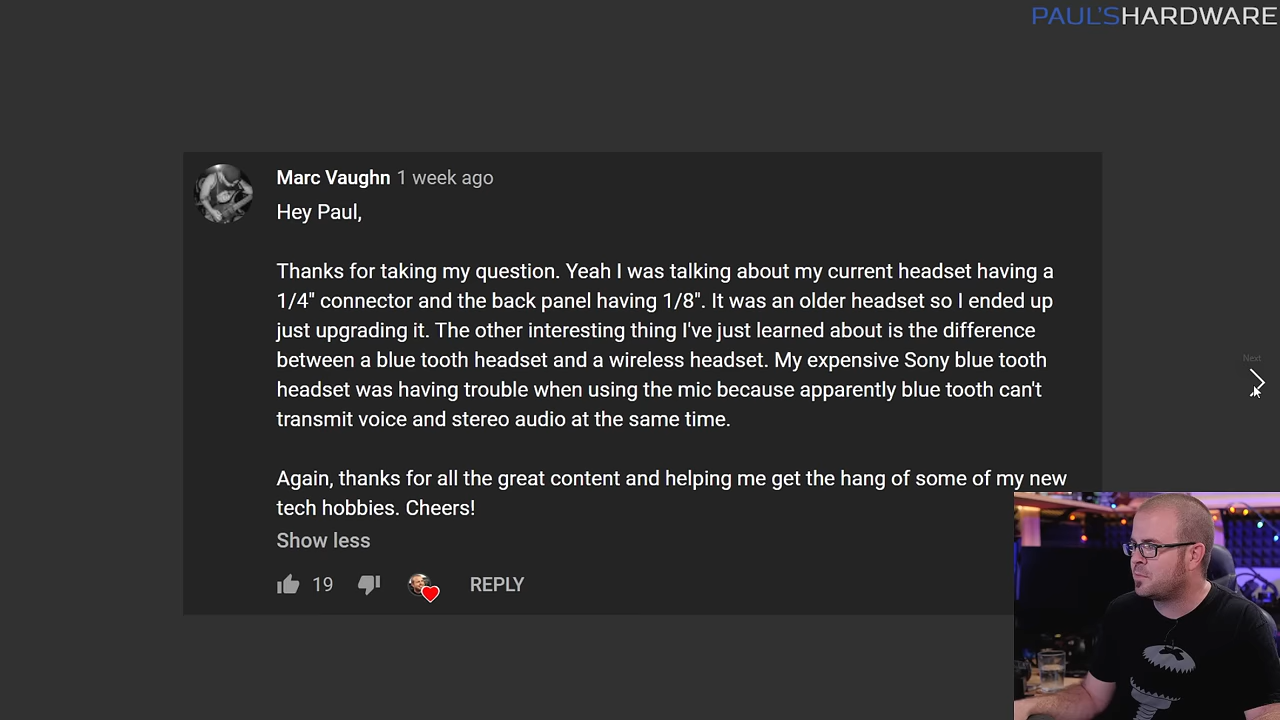 PAUL'SHARDWARE
Marc Vaughn 1 week ago
Hey Paul,
Thanks for taking my question. Yeah I was talking about my current headset having a
1/4" connector and the back panel having 1/8". It was an older headset so I ended up
just upgrading it. The other interesting thing I've just learned about is the difference
between a blue tooth headset and a wireless headset. My expensive Sony blue tooth
headset was having trouble when using the mic because apparently blue tooth can't
transmit voice and stereo audio at the same time.
Again, thanks for all the great content and helping me get the hang of some of my new
tech hobbies. Cheers!
Show less
19 REPLY
Next